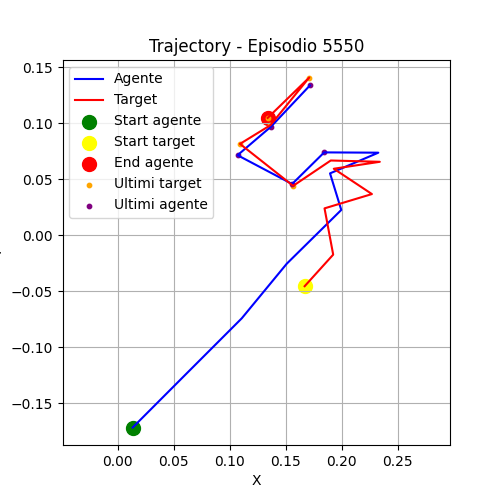 Trajectory - Episodio 5550
Agente
Target
Start agente
Start target
End agente
Ultimi target
Ultimi agente
0.15
0.10
0.05
0.00
−0.05
−0.10
−0.15
0.00 0.05 0.10 0.15 0.20 0.25
X